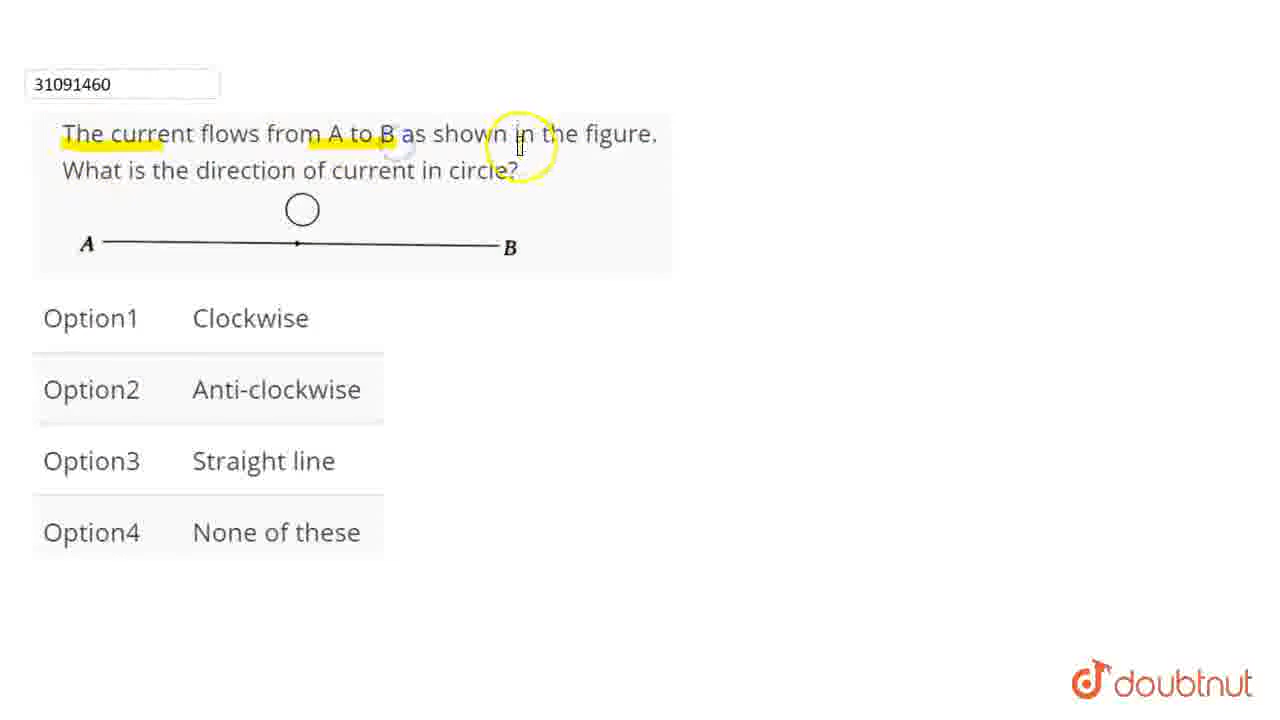 31091460
The current flows from A to B as shown in the figure.
What is the direction of current in circle?
A B
Option1 Clockwise
Option2 Anti-clockwise
Option3 Straight line
Option4 None of these
doubtnut